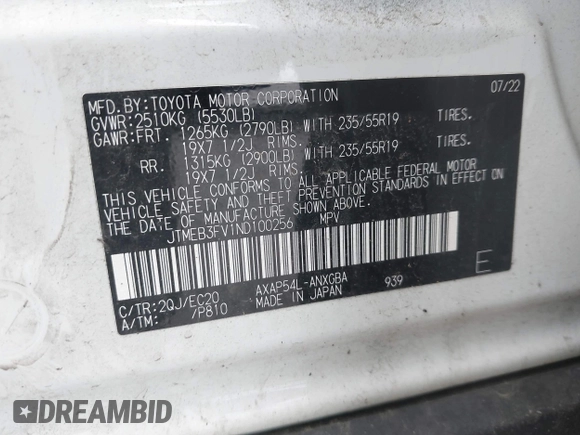 MFD. BY: TOYOTA MOTOR CORPORATION 07/22
GVWR: 2510KG (5530LB)
GAWR: FRT. 1265KG (2790LB) WITH 235/55R19 TIRES.
19X7 1/2J RIMS.
RR. 1315KG (2900LB) WITH 235/55R19 TIRES.
19X7 1/2J RIMS.
THIS VEHICLE CONFORMS TO ALL APPLICABLE FEDERAL MOTOR
VEHICLE SAFETY AND THEFT PREVENTION STANDARDS IN EFFECT ON
THE DATE OF MANUFACTURE SHOWN ABOVE.
JTMEB3FV1ND100256 MPV
C/TR: 2QJ/EC20 AXAP54L-ANXGBA 939 E
A/TM: /P810 MADE IN JAPAN
DREAMBID